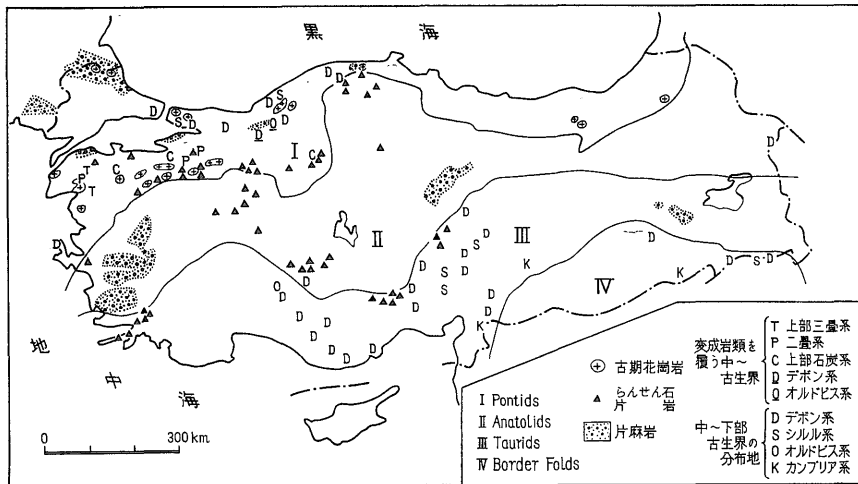 黒海
地中海
I
II
III
IV
D
D
D
D
S
D
D
D
S
D
D
O
C
P
C
C
P
T
T
D
D
D
S
D
D
D
K
D
S
S
D
D
D
K
K
D
S
D
O
D
D
D
D
D
D
D
D
0 300 km
I Pontids
II Anatolids
III Taurids
IV Border Folds
古期花崗岩
らんせん石
片岩
片麻岩
変成岩類を
覆う中～
古生界
T 上部三畳系
P 二畳系
C 上部石炭系
D デボン系
O オルドビス系
中～下部
古生界の
分布地
D デボン系
S シルル系
O オルドビス系
K カンブリア系